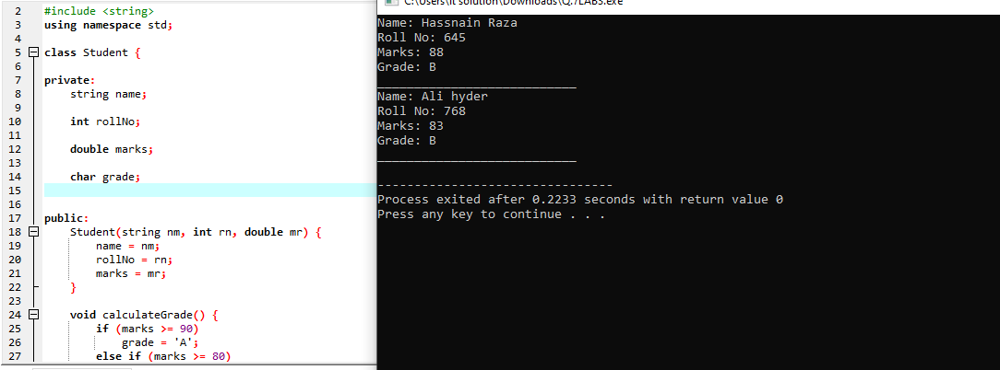 2 #include <string>
3 using namespace std;
4
5 class Student {
6
7 private:
8 string name;
9
10 int rollNo;
11
12 double marks;
13
14 char grade;
15
16
17 public:
18 Student(string nm, int rn, double mr) {
19 name = nm;
20 rollNo = rn;
21 marks = mr;
22 }
23
24 void calculateGrade() {
25 if (marks >= 90)
26 grade = 'A';
27 else if (marks >= 80)
C:\Users\it solution\Downloads\Q.7LAB3.exe
Name: Hassnain Raza
Roll No: 645
Marks: 88
Grade: B
___________________________
Name: Ali hyder
Roll No: 768
Marks: 83
Grade: B
___________________________
--------------------------------
Process exited after 0.2233 seconds with return value 0
Press any key to continue . . .